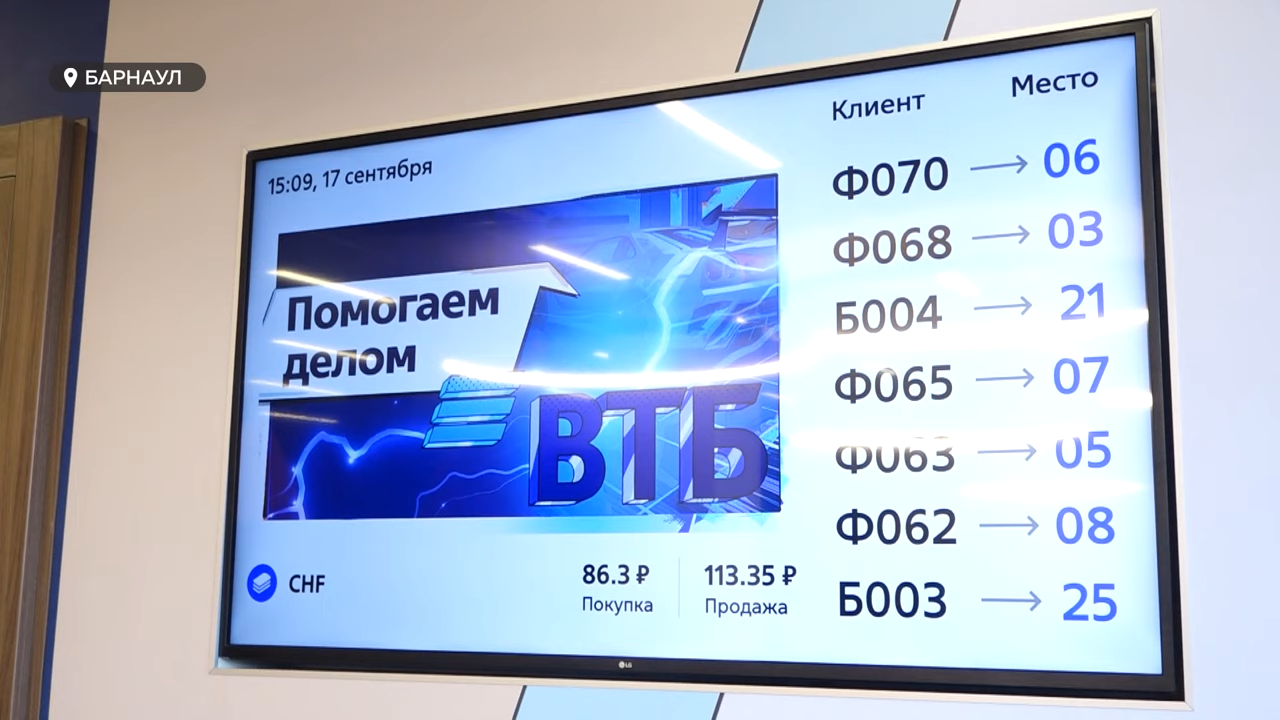 БАРНАУЛ
15:09, 17 сентября
Помогаем
делом
ВТБ
CHF
86.3 ₽
Покупка
113.35 ₽
Продажа
Клиент Место
Ф070 → 06
Ф068 → 03
Б004 → 21
Ф065 → 07
Ф063 → 05
Ф062 → 08
Б003 → 25
LG